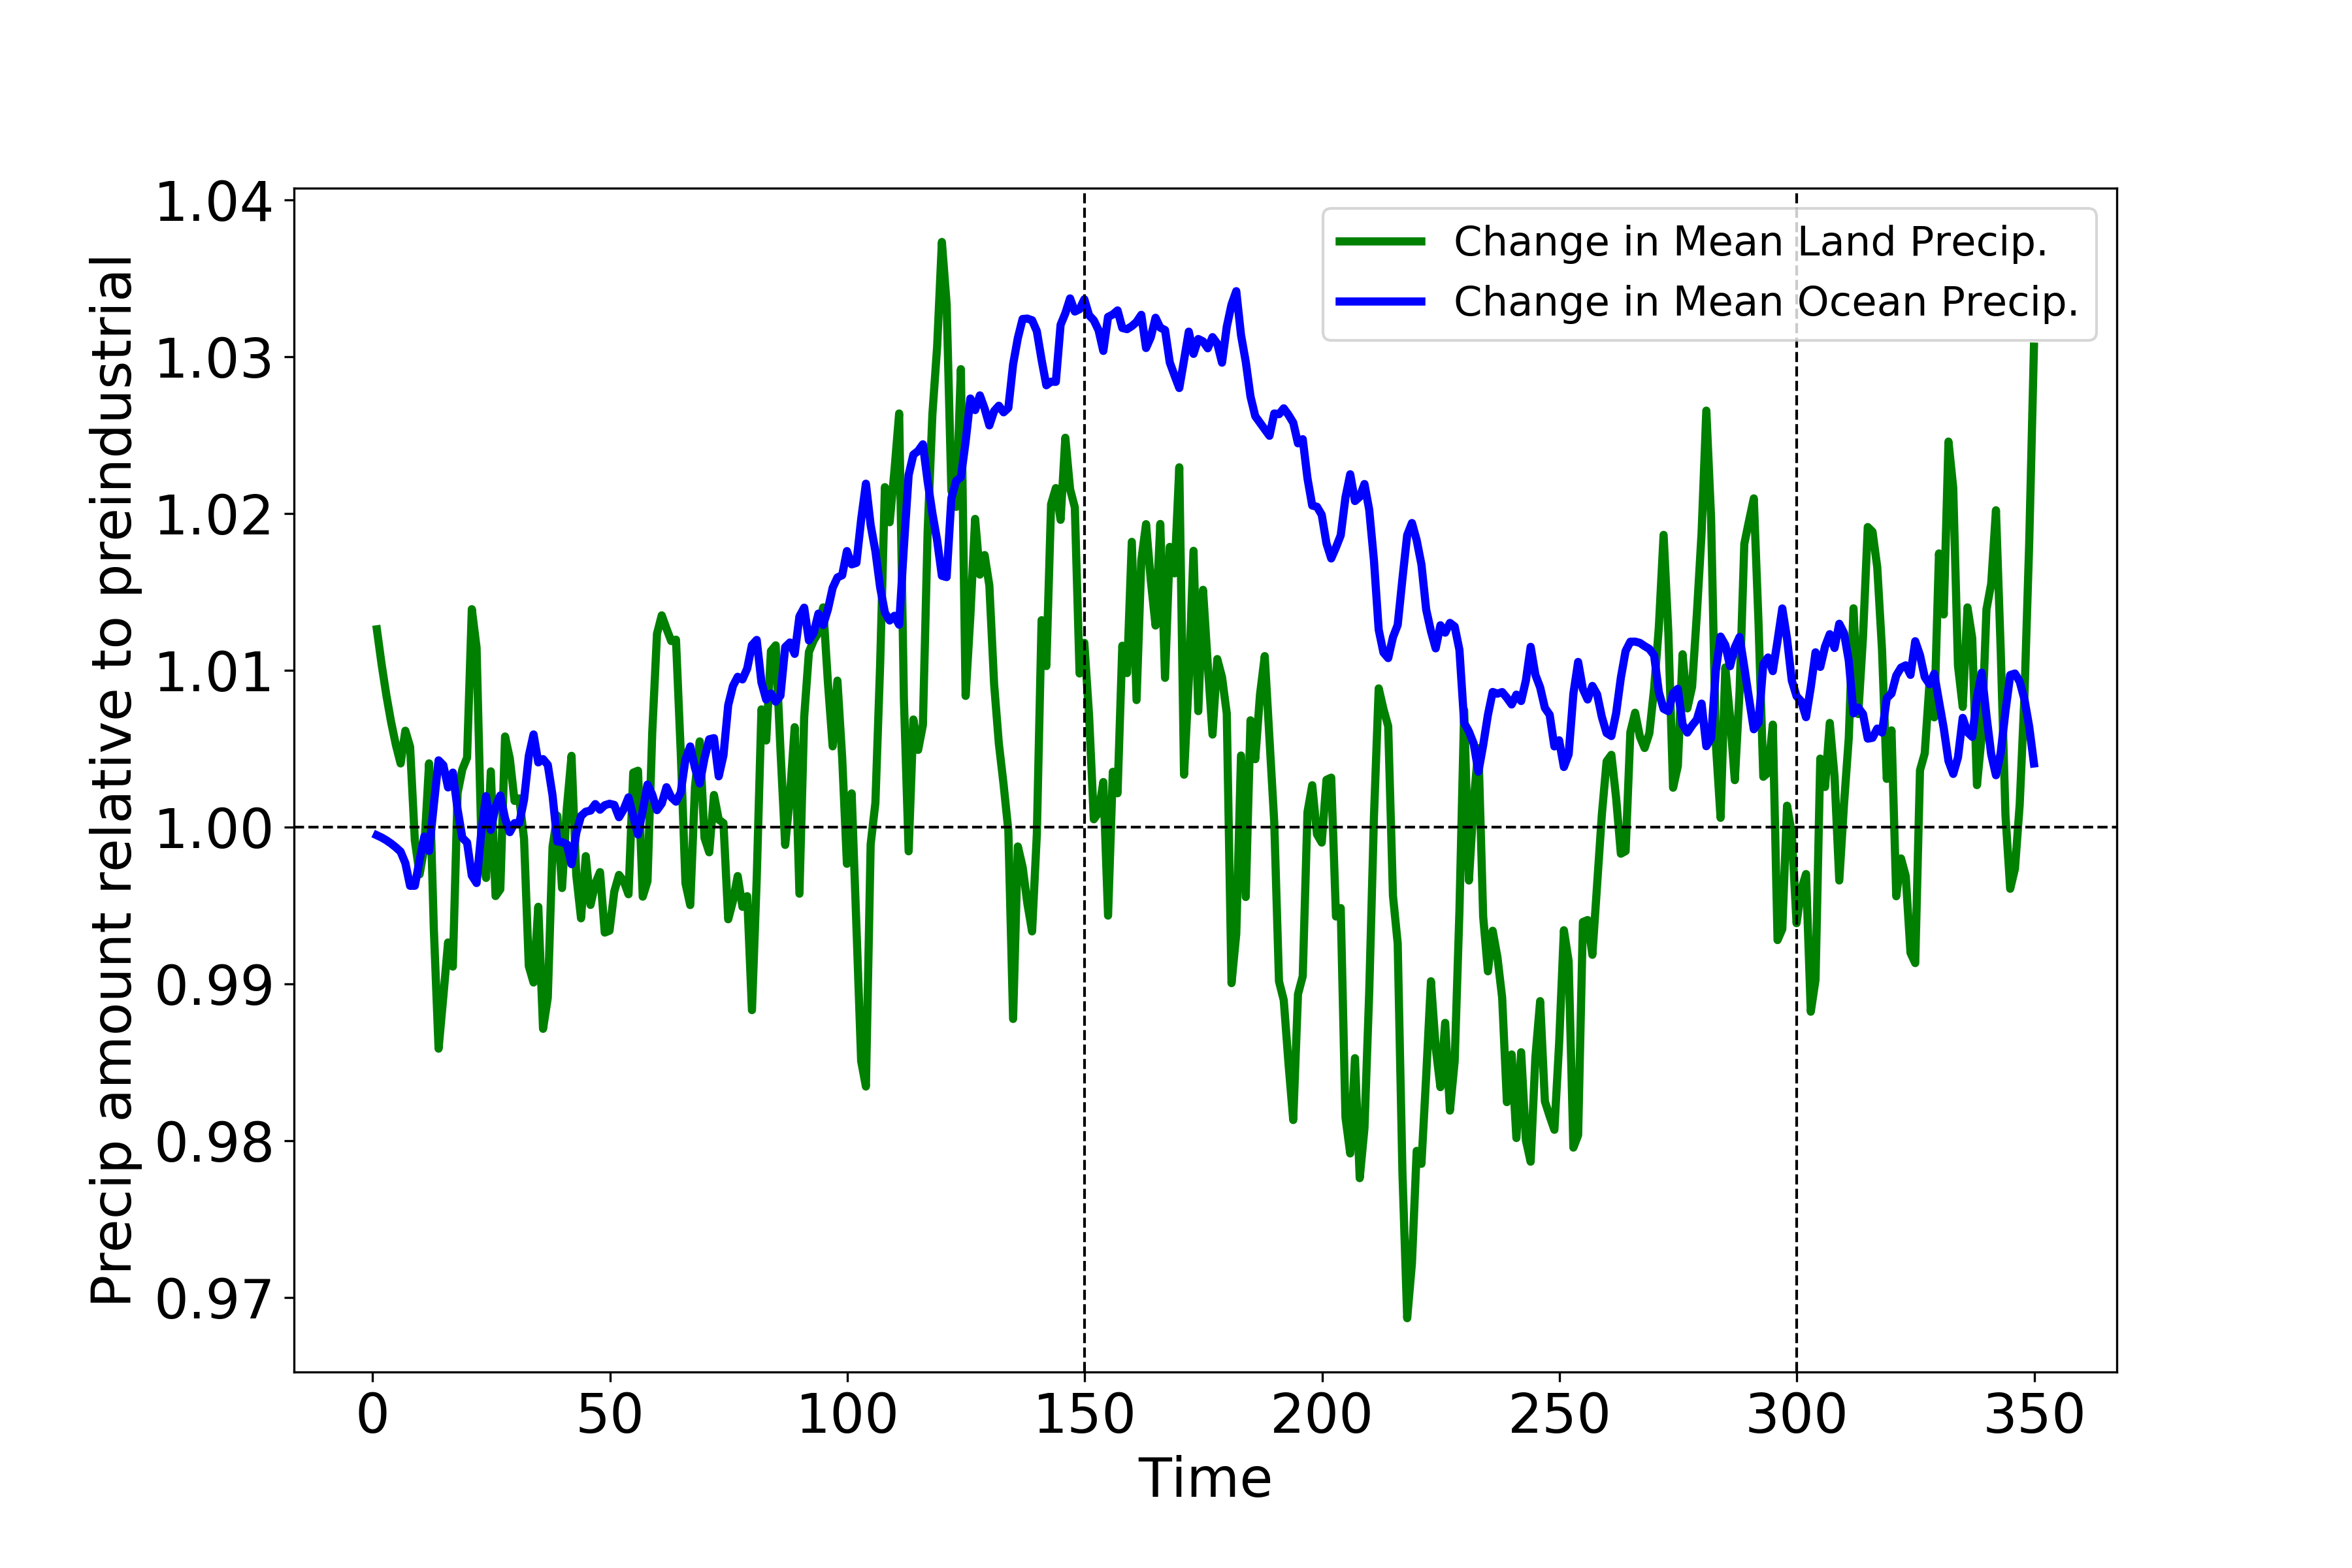 Precip amount relative to preindustrial
1.04
1.03
1.02
1.01
1.00
0.99
0.98
0.97
Change in Mean Land Precip.
Change in Mean Ocean Precip.
0 50 100 150 200 250 300 350
Time